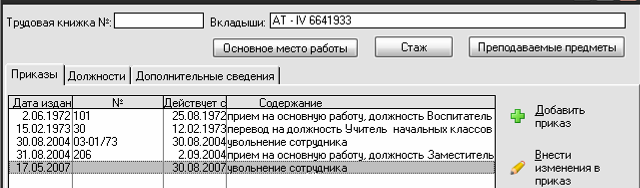 Трудовая книжка №: Вкладыши: АТ - IV 6641933
Основное место работы Стаж Преподаваемые предметы
Приказы Должности Дополнительные сведения
Дата издан № Действует с Содержание
2.06.1972 101 25.08.1972 прием на основную работу, должность Воспитатель
15.02.1973 30 12.02.1973 перевод на должность Учитель начальных классов
30.08.2004 03-01/73 30.08.2004 увольнение сотрудника
31.08.2004 206 2.09.2004 прием на основную работу, должность Заместитель
17.05.2007 30.08.2007 увольнение сотрудника
Добавить
приказ
Внести
изменения в
приказ